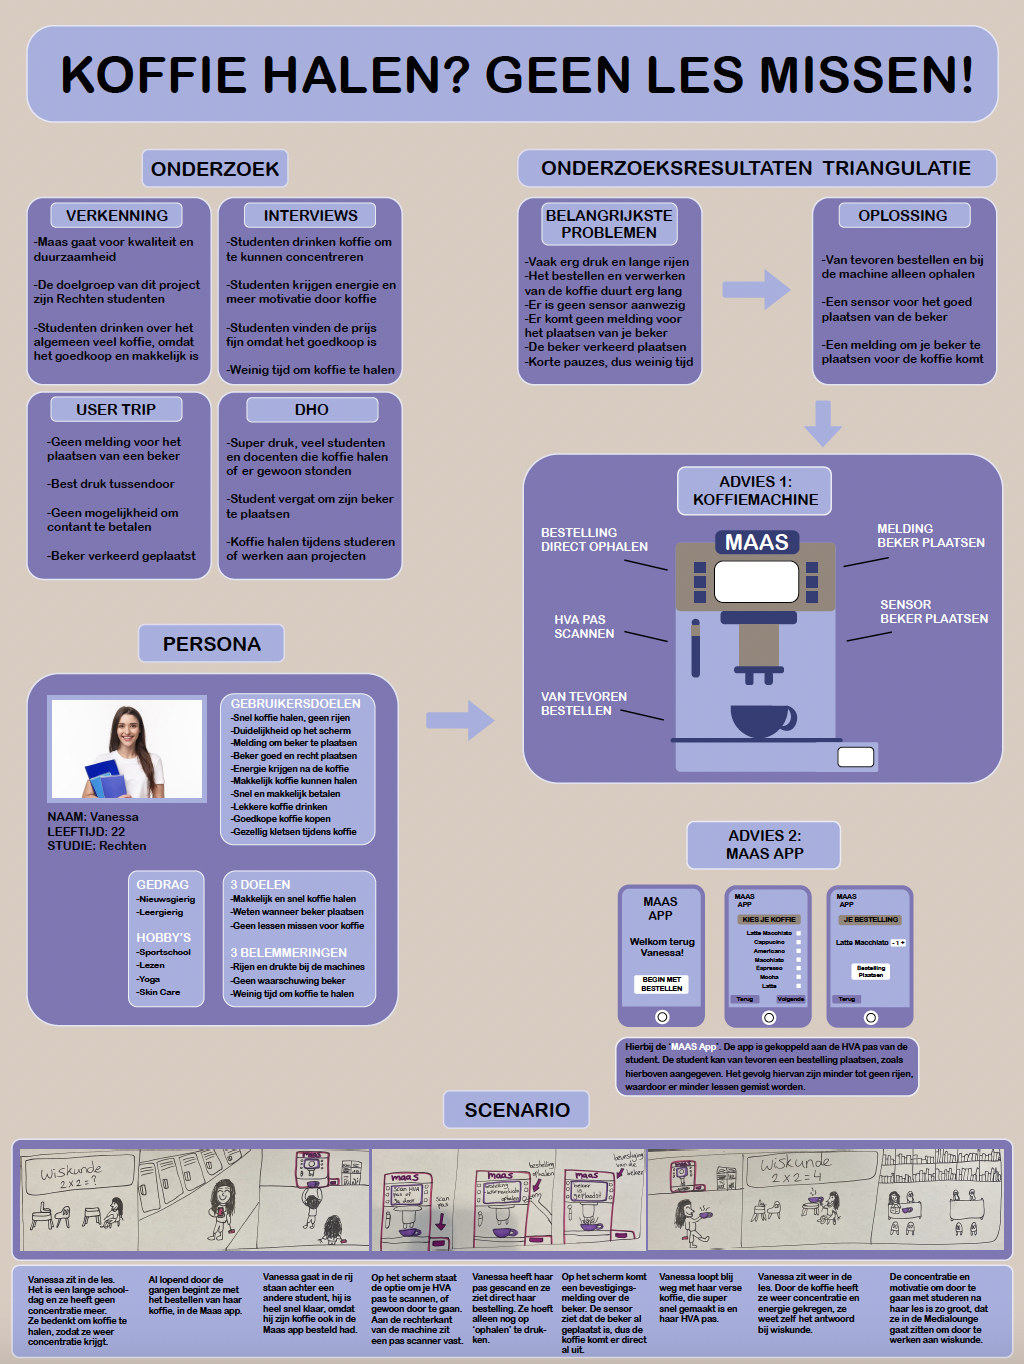 KOFFIE HALEN? GEEN LES MISSEN!
ONDERZOEK
VERKENNING
-Maas gaat voor kwaliteit en
duurzaamheid
-De doelgroep van dit project
zijn Rechten studenten
-Studenten drinken over het
algemeen veel koffie, omdat
het goedkoop en makkelijk is
INTERVIEWS
-Studenten drinken koffie om
te kunnen concentreren
-Studenten krijgen energie en
meer motivatie door koffie
-Studenten vinden de prijs
fijn omdat het goedkoop is
-Weinig tijd om koffie te halen
USER TRIP
-Geen melding voor het
plaatsen van een beker
-Best druk tussendoor
-Geen mogelijkheid om
contant te betalen
-Beker verkeerd geplaatst
DHO
-Super druk, veel studenten
en docenten die koffie halen
of er gewoon stonden
-Student vergat om zijn beker
te plaatsen
-Koffie halen tijdens studeren
of werken aan projecten
ONDERZOEKSRESULTATEN TRIANGULATIE
BELANGRIJKSTE
PROBLEMEN
-Vaak erg druk en lange rijen
-Het bestellen en verwerken
van de koffie duurt erg lang
-Er is geen sensor aanwezig
-Er komt geen melding voor
het plaatsen van je beker
-De beker verkeerd plaatsen
-Korte pauzes, dus weinig tijd
OPLOSSING
-Van tevoren bestellen en bij
de machine alleen ophalen
-Een sensor voor het goed
plaatsen van de beker
-Een melding om je beker te
plaatsen voor de koffie komt
ADVIES 1:
KOFFIEMACHINE
BESTELLING
DIRECT OPHALEN
HVA PAS
SCANNEN
VAN TEVOREN
BESTELLEN
MAAS
MELDING
BEKER PLAATSEN
SENSOR
BEKER PLAATSEN
PERSONA
NAAM: Vanessa
LEEFTIJD: 22
STUDIE: Rechten
GEBRUIKERSDOELEN
-Snel koffie halen, geen rijen
-Duidelijkheid op het scherm
-Melding om beker te plaatsen
-Beker goed en recht plaatsen
-Energie krijgen na de koffie
-Makkelijk koffie kunnen halen
-Snel en makkelijk betalen
-Lekkere koffie drinken
-Goedkope koffie kopen
-Gezellig kletsen tijdens koffie
GEDRAG
-Nieuwsgierig
-Leergierig
HOBBY'S
-Sportschool
-Lezen
-Yoga
-Skin Care
3 DOELEN
-Makkelijk en snel koffie halen
-Weten wanneer beker plaatsen
-Geen lessen missen voor koffie
3 BELEMMERINGEN
-Rijen en drukte bij de machines
-Geen waarschuwing beker
-Weinig tijd om koffie te halen
ADVIES 2:
MAAS APP
MAAS
APP
Welkom terug
Vanessa!
BEGIN MET
BESTELLEN
MAAS
APP
KIES JE KOFFIE
Latte Macchiato
Cappucino
Americano
Macchiato
Espresso
Mocha
Latte
Terug Volgende
MAAS
APP
JE BESTELLING
Latte Macchiato - 1 +
Bestelling
Plaatsen
Terug
Hierbij de 'MAAS App'. De app is gekoppeld aan de HVA pas van de
student. De student kan van tevoren een bestelling plaatsen, zoals
hierboven aangegeven. Het gevolg hiervan zijn minder tot geen rijen,
waardoor er minder lessen gemist worden.
SCENARIO
Wiskunde
2x2=?
maas
maas
Scan HVA
pas of
ga door
scan
pas
maas
bestelling
ophalen
maas
beker
is
geplaatst
bevestiging
van de
beker
maas
Wiskunde
2x2=4
Vanessa zit in de les.
Het is een lange school-
dag en ze heeft geen
concentratie meer.
Ze bedenkt om koffie te
halen, zodat ze weer
concentratie krijgt.
Al lopend door de
gangen begint ze met
het bestellen van haar
koffie, in de Maas app.
Vanessa gaat in de rij
staan achter een
andere student, hij is
heel snel klaar, omdat
hij zijn koffie ook in de
Maas app besteld had.
Op het scherm staat
de optie om je HVA
pas te scannen, of
gewoon door te gaan.
Aan de rechterkant
van de machine zit
een pas scanner vast.
Vanessa heeft haar
pas gescand en ze
ziet direct haar
bestelling. Ze hoeft
alleen nog op
'ophalen' te druk-
ken.
Op het scherm komt
een bevestigings-
melding over de
beker. De sensor
ziet dat de beker al
geplaatst is, dus de
koffie komt er direct
al uit.
Vanessa loopt blij
weg met haar verse
koffie, die super
snel gemaakt is en
haar HVA pas.
Vanessa zit weer in de
les. Door de koffie heeft
ze weer concentratie en
energie gekregen, ze
weet zelf het antwoord
bij wiskunde.
De concentratie en
motivatie om door te
gaan met studeren na
haar les is zo groot, dat
ze in de Medialounge
gaat zitten om door te
werken aan wiskunde.